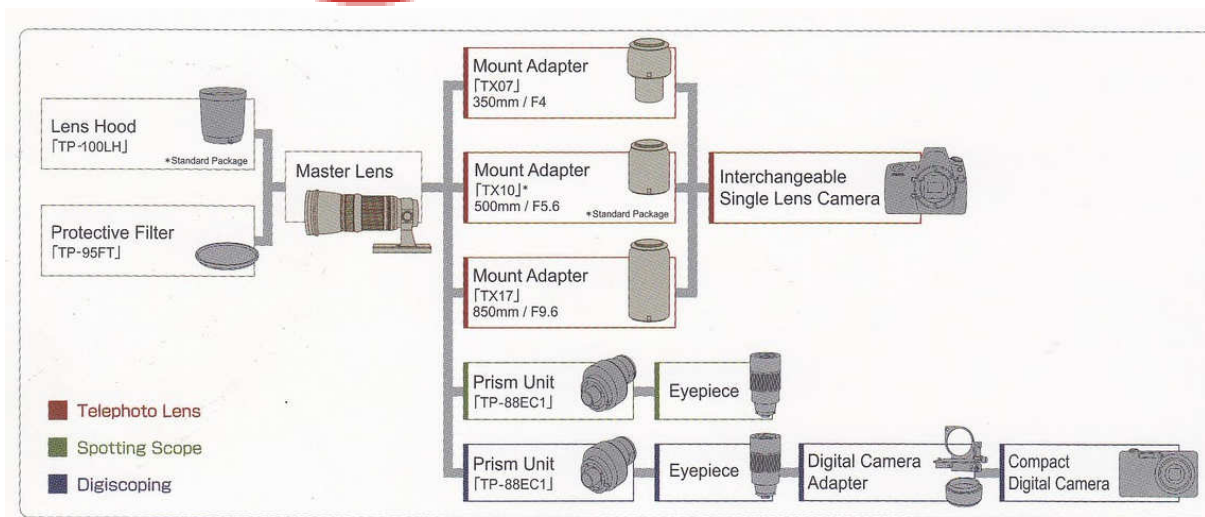 Lens Hood
「TP-100LH」
*Standard Package
Protective Filter
「TP-95FT」
Master Lens
Mount Adapter
「TX07」
350mm / F4
Mount Adapter
「TX10」*
500mm / F5.6
*Standard Package
Mount Adapter
「TX17」
850mm / F9.6
Interchangeable
Single Lens Camera
Prism Unit
「TP-88EC1」
Eyepiece
Prism Unit
「TP-88EC1」
Eyepiece
Digital Camera
Adapter
Compact
Digital Camera
Telephoto Lens
Spotting Scope
Digiscoping